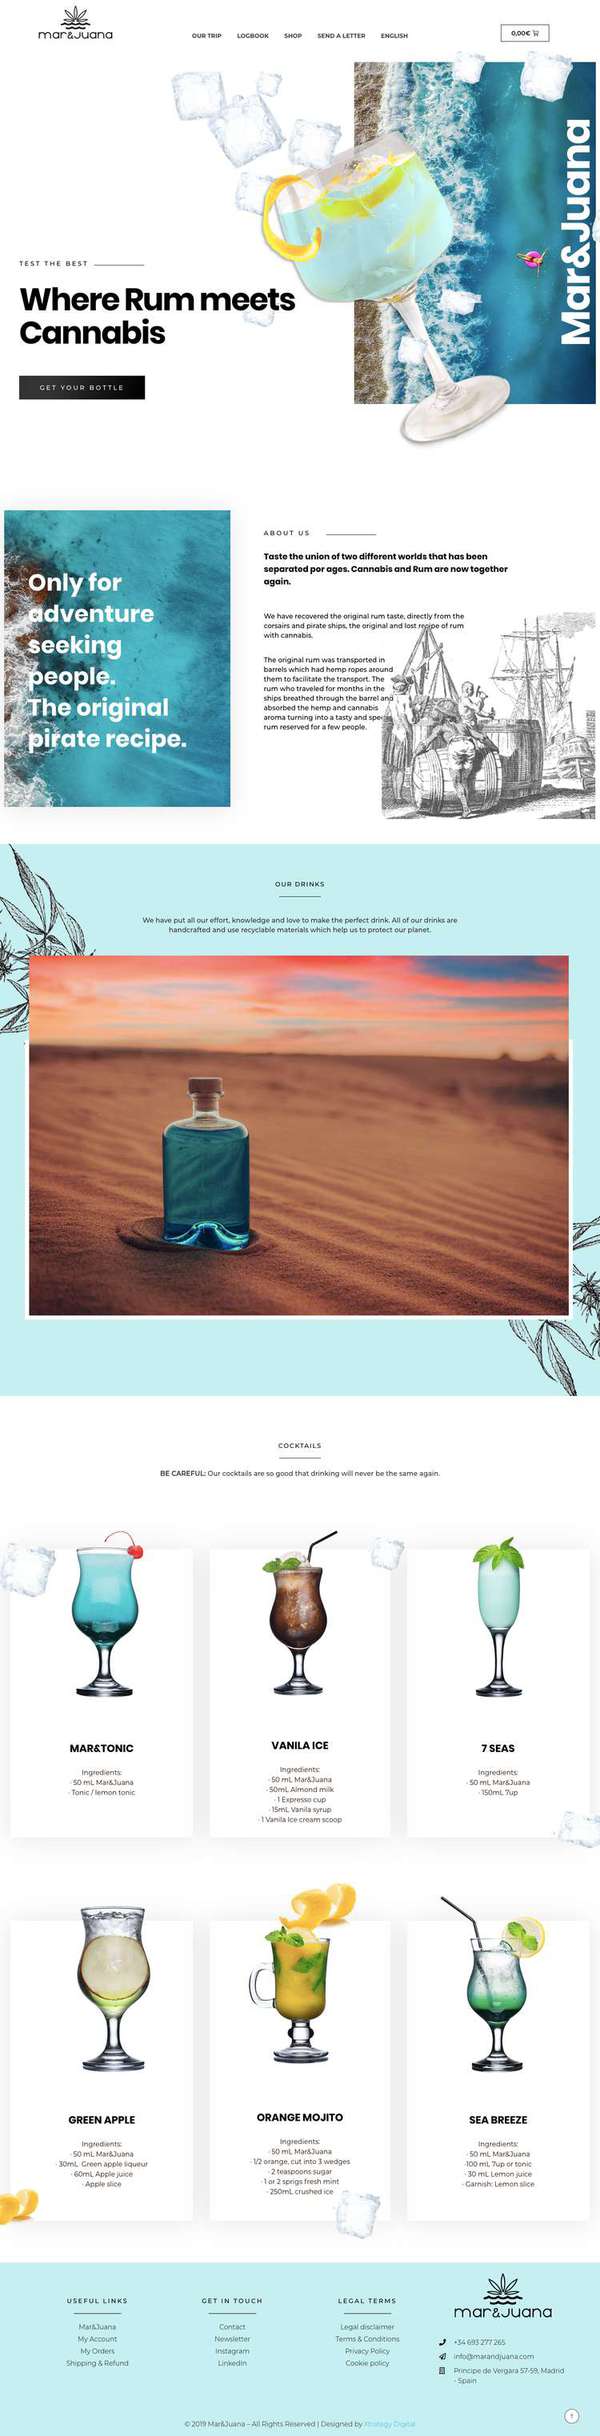 mar&Juana
OUR TRIP LOGBOOK SHOP SEND A LETTER ENGLISH
0,00€
Mar&Juana
TEST THE BEST
Where Rum meets
Cannabis
GET YOUR BOTTLE
Only for
adventure
seeking
people.
The original
pirate recipe.
ABOUT US
Taste the union of two different worlds that has been
separated por ages. Cannabis and Rum are now together
again.
We have recovered the original rum taste, directly from the
corsairs and pirate ships, the original and lost recipe of rum
with cannabis.
The original rum was transported in
barrels which had hemp ropes around
them to facilitate the transport. The
rum who traveled for months in the
ships breathed through the barrel and
absorbed the hemp and cannabis
aroma turning into a tasty and special
rum reserved for a few people.
OUR DRINKS
We have put all our effort, knowledge and love to make the perfect drink. All of our drinks are
handcrafted and use recyclable materials which help us to protect our planet.
COCKTAILS
BE CAREFUL: Our cocktails are so good that drinking will never be the same again.
MAR&TONIC
Ingredients:
· 50 mL Mar&Juana
· Tonic / lemon tonic
VANILA ICE
Ingredients:
· 50 mL Mar&Juana
· 50mL Almond milk
· 1 Expresso cup
· 15mL Vanila syrup
· 1 Vanila Ice cream scoop
7 SEAS
Ingredients:
· 50 mL Mar&Juana
· 150mL 7up
GREEN APPLE
Ingredients:
· 50 mL Mar&Juana
· 30mL Green apple liqueur
· 60mL Apple juice
· Apple slice
ORANGE MOJITO
Ingredients:
· 50 mL Mar&Juana
· 1/2 orange, cut into 3 wedges
· 2 teaspoons sugar
· 1 or 2 sprigs fresh mint
· 250mL crushed ice
SEA BREEZE
Ingredients:
· 50 mL Mar&Juana
·100 mL 7up or tonic
· 30 mL Lemon juice
· Garnish: Lemon slice
USEFUL LINKS
Mar&Juana
My Account
My Orders
Shipping & Refund
GET IN TOUCH
Contact
Newsletter
Instagram
LinkedIn
LEGAL TERMS
Legal disclaimer
Terms & Conditions
Privacy Policy
Cookie policy
mar&Juana
+34 693 277 265
info@marandjuana.com
Principe de Vergara 57-59, Madrid
- Spain
© 2019 Mar&Juana – All Rights Reserved | Designed by Xtrategy Digital